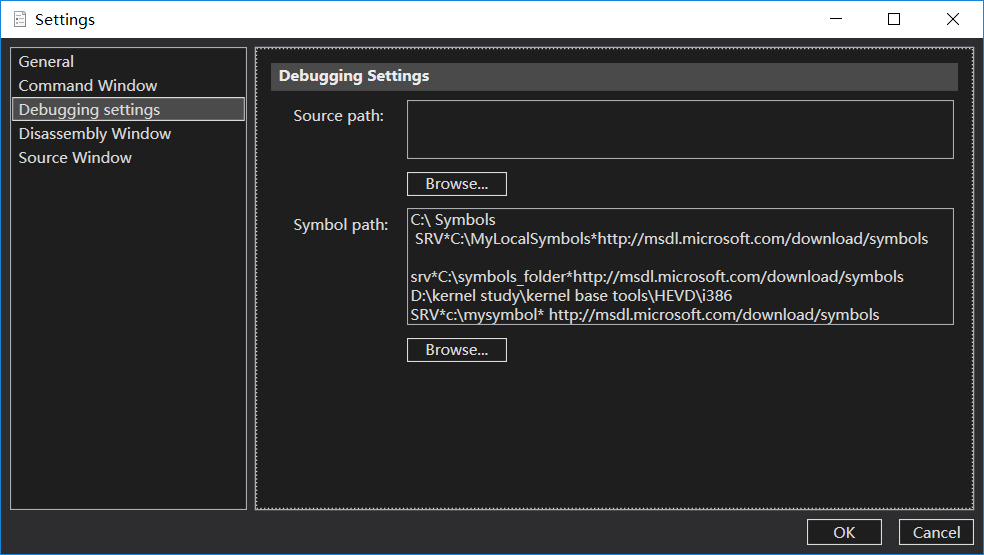 Settings
General
Command Window
Debugging settings
Disassembly Window
Source Window
Debugging Settings
Source path:
Browse...
Symbol path:
C:\ Symbols
SRV*C:\MyLocalSymbols*http://msdl.microsoft.com/download/symbols
srv*C:\symbols_folder*http://msdl.microsoft.com/download/symbols
D:\kernel study\kernel base tools\HEVD\i386
SRV*c:\mysymbol* http://msdl.microsoft.com/download/symbols
Browse...
OK
Cancel